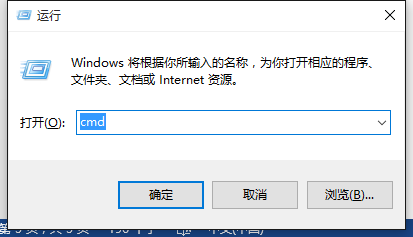 运行
Windows 将根据你所输入的名称，为你打开相应的程序、
文件夹、文档或 Internet 资源。
打开(O):
cmd
确定
取消
浏览(B)...